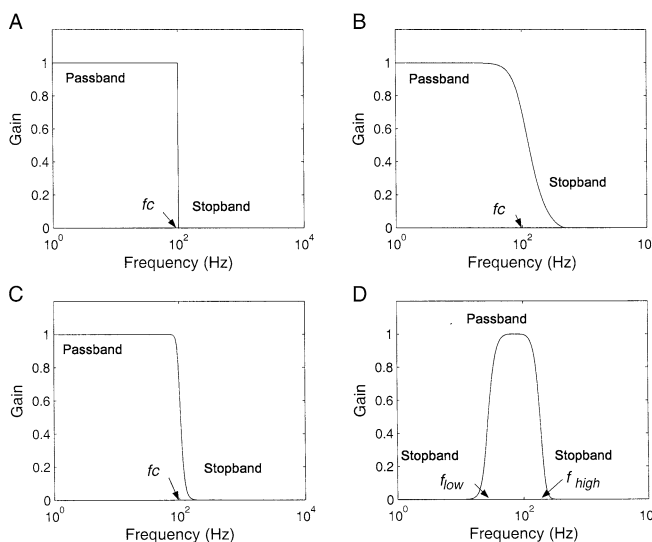 A
1
Passband
0.8
0.6
Gain
0.4
0.2
fc
Stopband
0
10^0
10^2
10^4
Frequency (Hz)
B
1
Passband
0.8
0.6
Gain
0.4
0.2
Stopband
fc
0
10^0
10^2
10
Frequency (Hz)
C
1
Passband
0.8
0.6
Gain
0.4
0.2
fc
Stopband
0
10^0
10^2
10^4
Frequency (Hz)
D
Passband
1
0.8
0.6
Gain
0.4
0.2
Stopband
Stopband
f_low
f_high
0
10^0
10^2
10
Frequency (Hz)